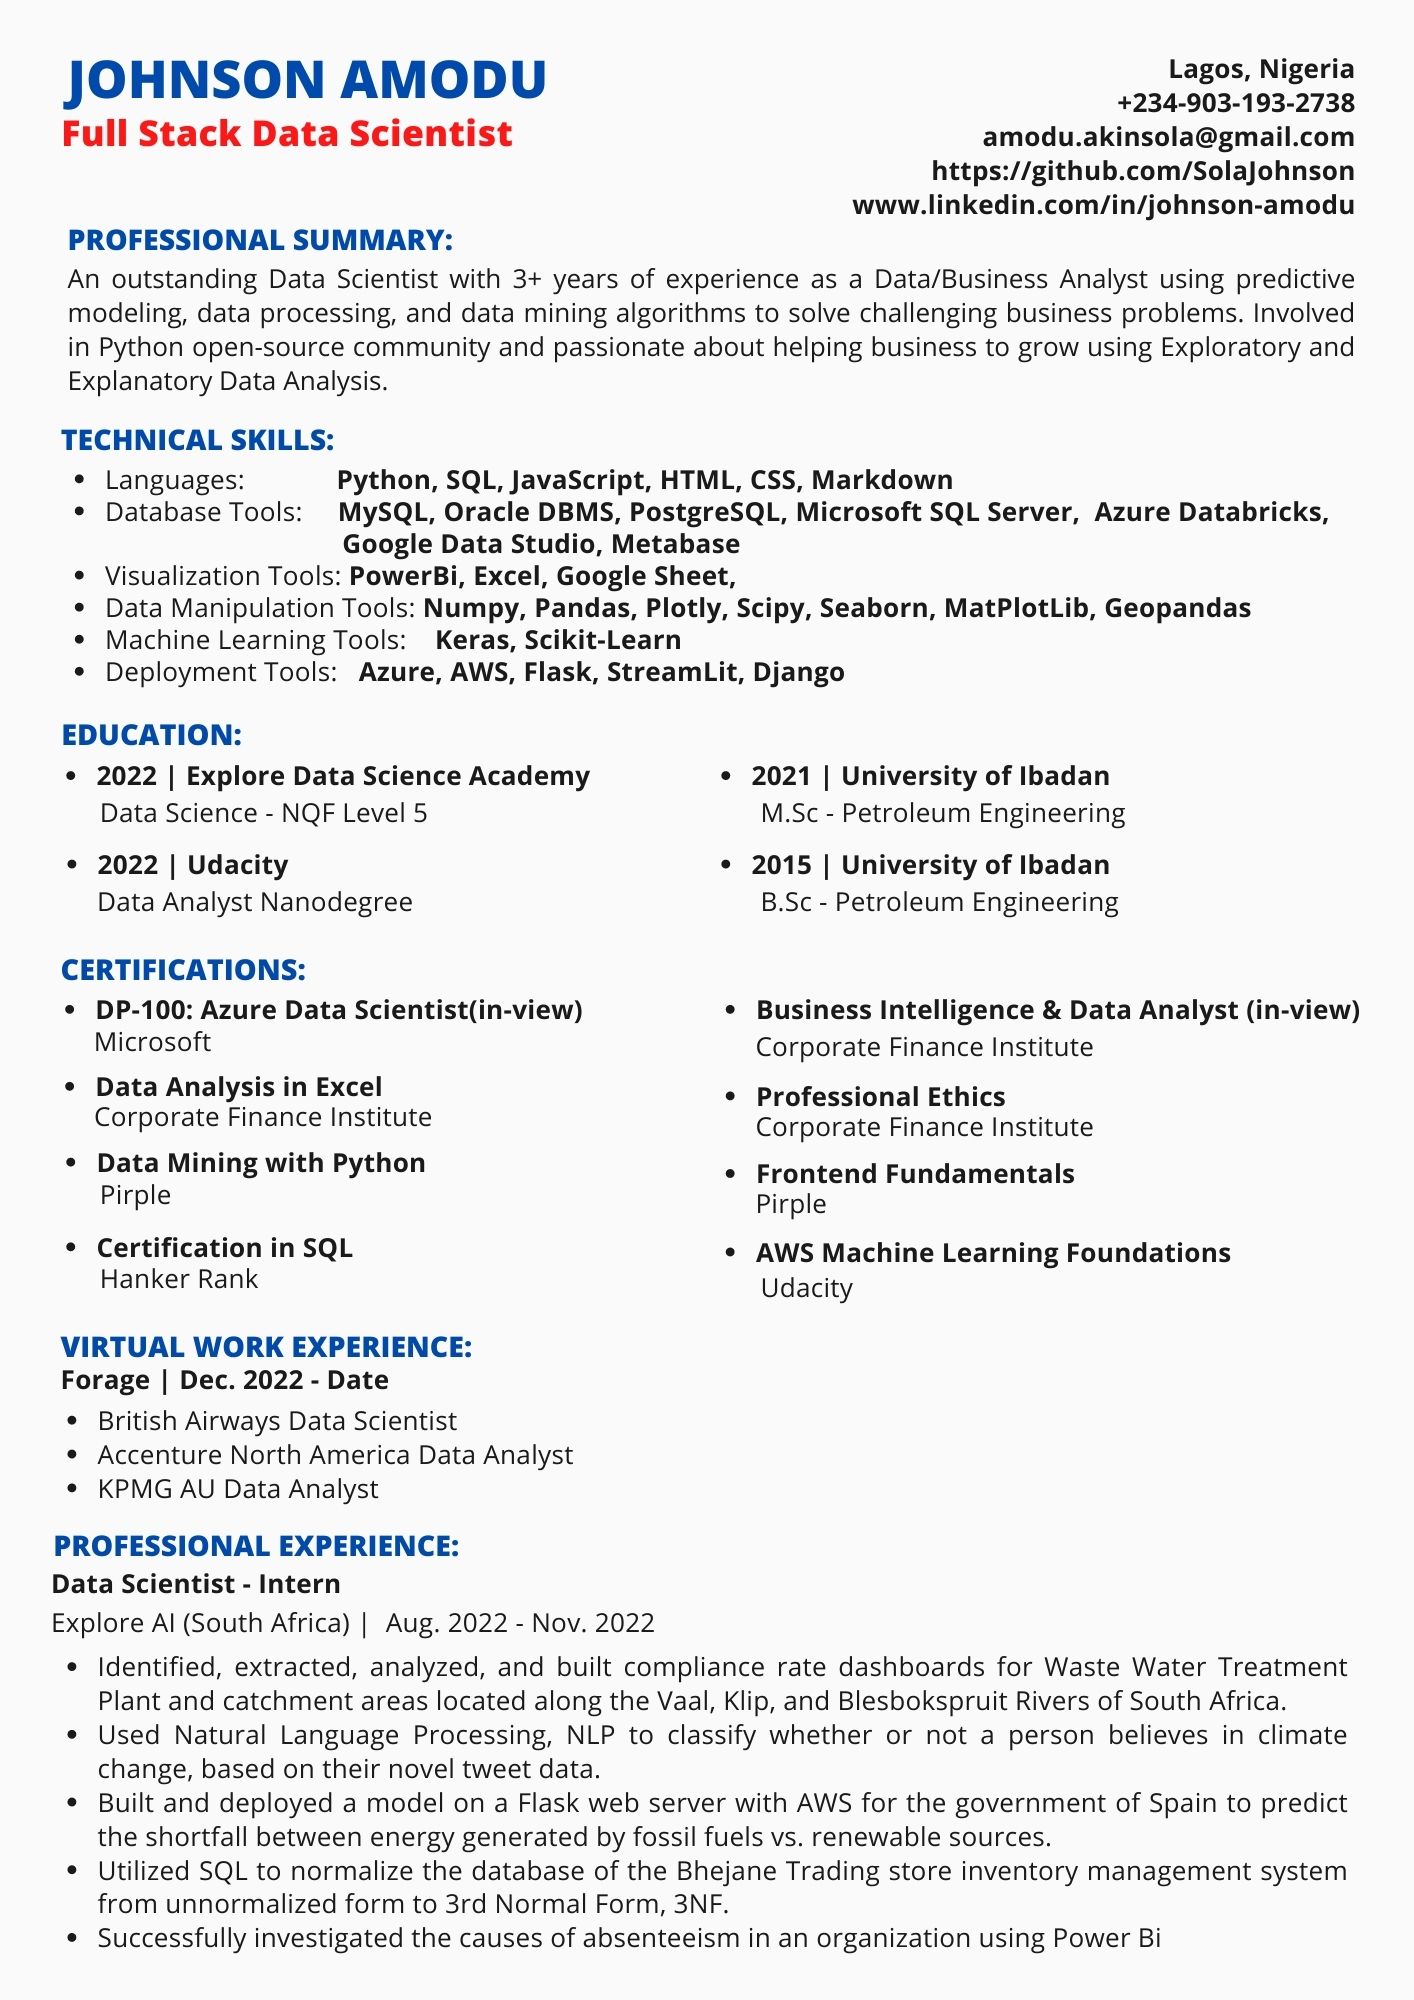 JOHNSON AMODU
Full Stack Data Scientist
Lagos, Nigeria
+234-903-193-2738
amodu.akinsola@gmail.com
https://github.com/SolaJohnson
www.linkedin.com/in/johnson-amodu
PROFESSIONAL SUMMARY:
An outstanding Data Scientist with 3+ years of experience as a Data/Business Analyst using predictive
modeling, data processing, and data mining algorithms to solve challenging business problems. Involved
in Python open-source community and passionate about helping business to grow using Exploratory and
Explanatory Data Analysis.
TECHNICAL SKILLS:
• Languages: Python, SQL, JavaScript, HTML, CSS, Markdown
• Database Tools: MySQL, Oracle DBMS, PostgreSQL, Microsoft SQL Server, Azure Databricks,
Google Data Studio, Metabase
• Visualization Tools: PowerBi, Excel, Google Sheet,
• Data Manipulation Tools: Numpy, Pandas, Plotly, Scipy, Seaborn, MatPlotLib, Geopandas
• Machine Learning Tools: Keras, Scikit-Learn
• Deployment Tools: Azure, AWS, Flask, StreamLit, Django
EDUCATION:
• 2022 | Explore Data Science Academy
Data Science - NQF Level 5
• 2022 | Udacity
Data Analyst Nanodegree
• 2021 | University of Ibadan
M.Sc - Petroleum Engineering
• 2015 | University of Ibadan
B.Sc - Petroleum Engineering
CERTIFICATIONS:
• DP-100: Azure Data Scientist(in-view)
Microsoft
• Data Analysis in Excel
Corporate Finance Institute
• Data Mining with Python
Pirple
• Certification in SQL
Hanker Rank
• Business Intelligence & Data Analyst (in-view)
Corporate Finance Institute
• Professional Ethics
Corporate Finance Institute
• Frontend Fundamentals
Pirple
• AWS Machine Learning Foundations
Udacity
VIRTUAL WORK EXPERIENCE:
Forage | Dec. 2022 - Date
• British Airways Data Scientist
• Accenture North America Data Analyst
• KPMG AU Data Analyst
PROFESSIONAL EXPERIENCE:
Data Scientist - Intern
Explore AI (South Africa) | Aug. 2022 - Nov. 2022
• Identified, extracted, analyzed, and built compliance rate dashboards for Waste Water Treatment
Plant and catchment areas located along the Vaal, Klip, and Blesbokspruit Rivers of South Africa.
• Used Natural Language Processing, NLP to classify whether or not a person believes in climate
change, based on their novel tweet data.
• Built and deployed a model on a Flask web server with AWS for the government of Spain to predict
the shortfall between energy generated by fossil fuels vs. renewable sources.
• Utilized SQL to normalize the database of the Bhejane Trading store inventory management system
from unnormalized form to 3rd Normal Form, 3NF.
• Successfully investigated the causes of absenteeism in an organization using Power Bi